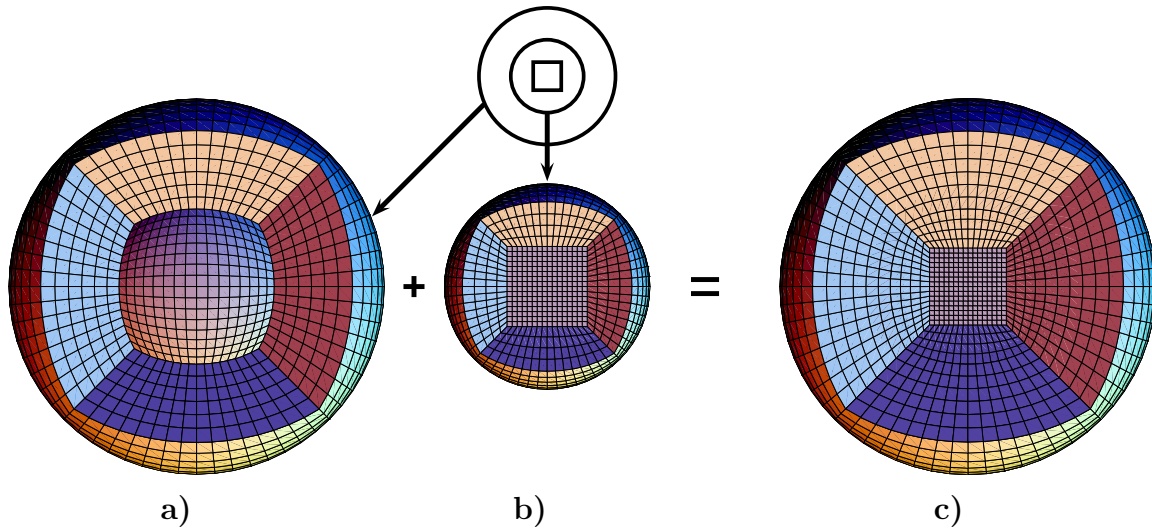 + =
a) b) c)